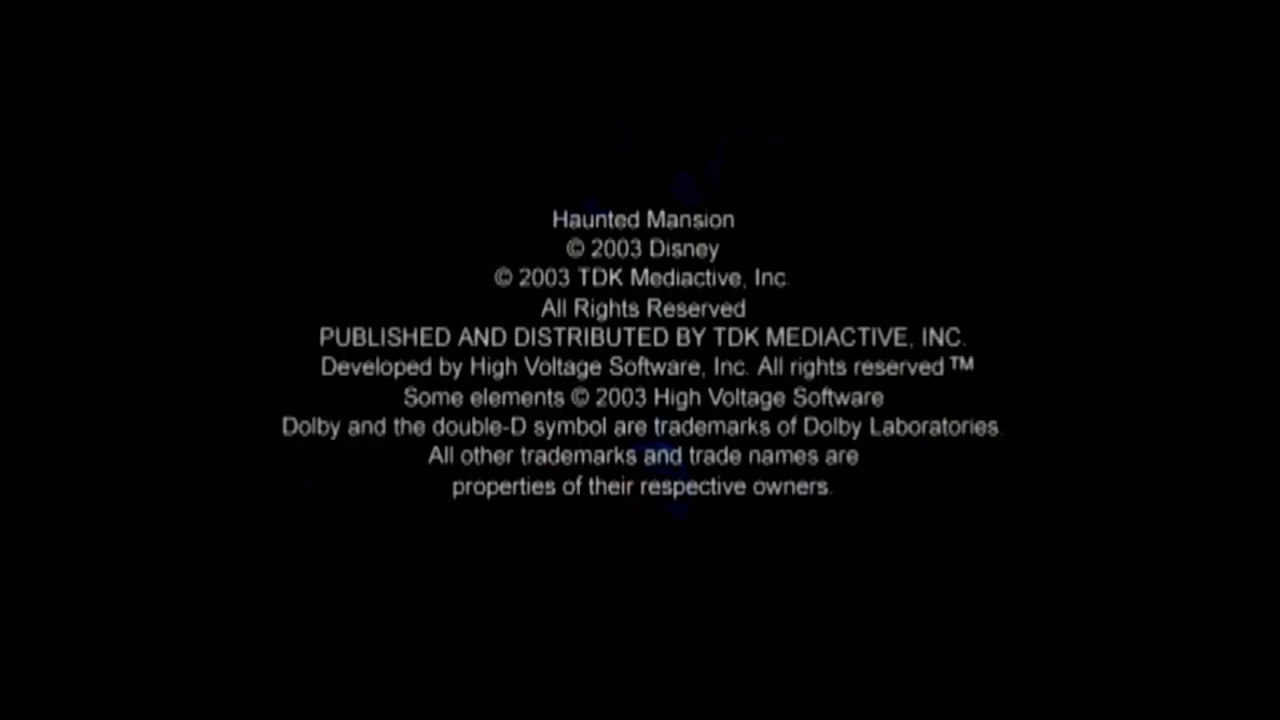 Haunted Mansion
© 2003 Disney
© 2003 TDK Mediactive, Inc.
All Rights Reserved
PUBLISHED AND DISTRIBUTED BY TDK MEDIACTIVE, INC.
Developed by High Voltage Software, Inc. All rights reserved™
Some elements © 2003 High Voltage Software
Dolby and the double-D symbol are trademarks of Dolby Laboratories.
All other trademarks and trade names are
properties of their respective owners.